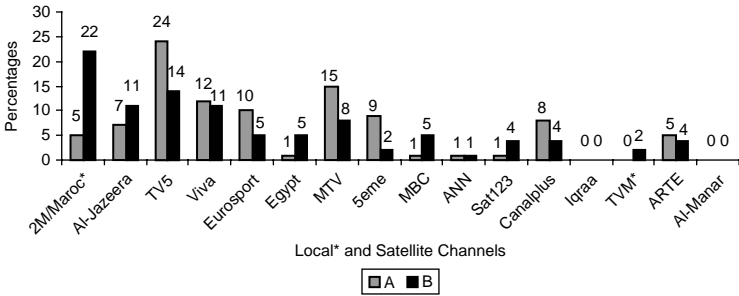 Percentages
30
25
20
15
10
5
0
5 22
7 11
24 14
12 11
10 5
1 5
15 8
9 2
1 5
1 1
1 4
8 4
0 0
0 2
5 4
0 0
2M/Maroc*
Al-Jazeera
TV5
Viva
Eurosport
Egypt
MTV
5eme
MBC
ANN
Sat123
Canalplus
Iqraa
TVM*
ARTE
Al-Manar
Local* and Satellite Channels
A B